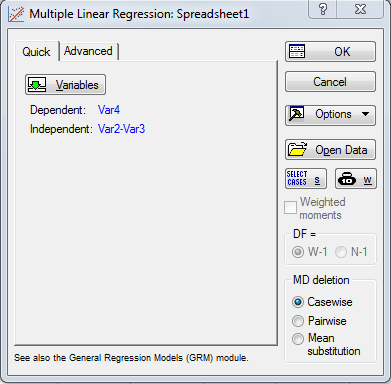 Multiple Linear Regression: Spreadsheet1
?
Quick
Advanced
Variables
Dependent: Var4
Independent: Var2-Var3
OK
Cancel
Options
Open Data
SELECT CASES S
W
Weighted
moments
DF =
W-1 N-1
MD deletion
Casewise
Pairwise
Mean
substitution
See also the General Regression Models (GRM) module.